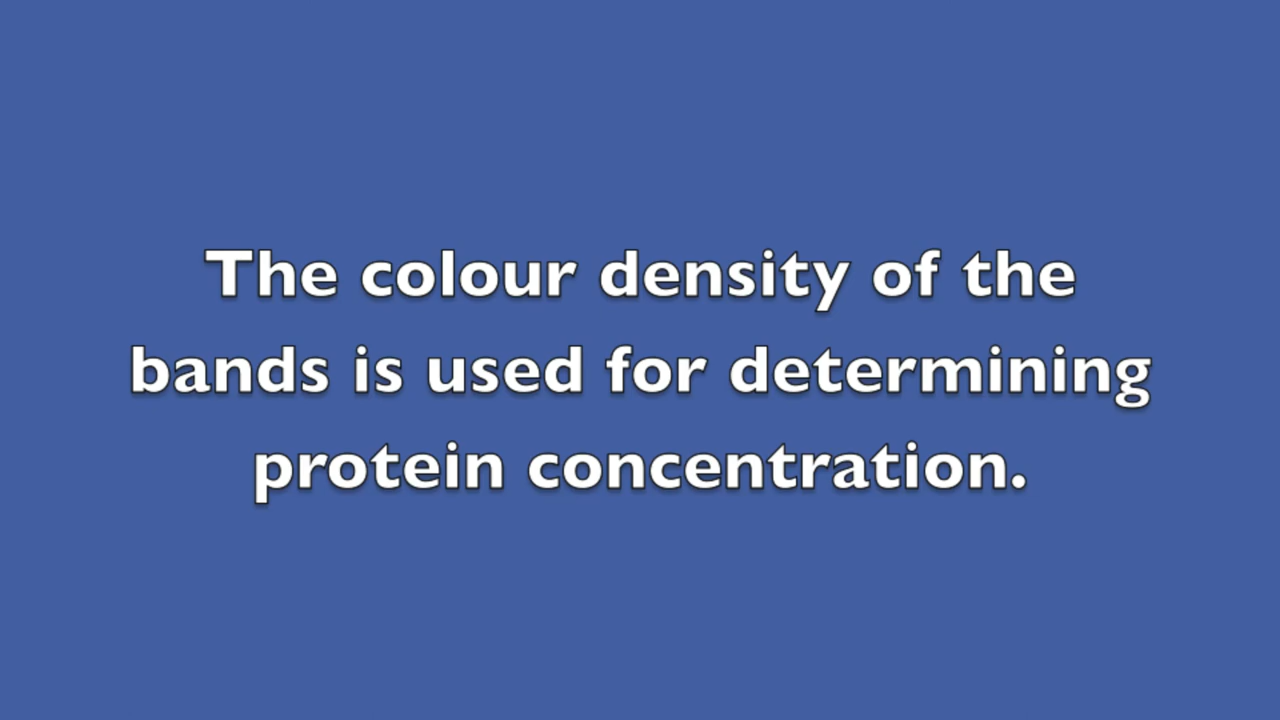 The colour density of the
bands is used for determining
protein concentration.